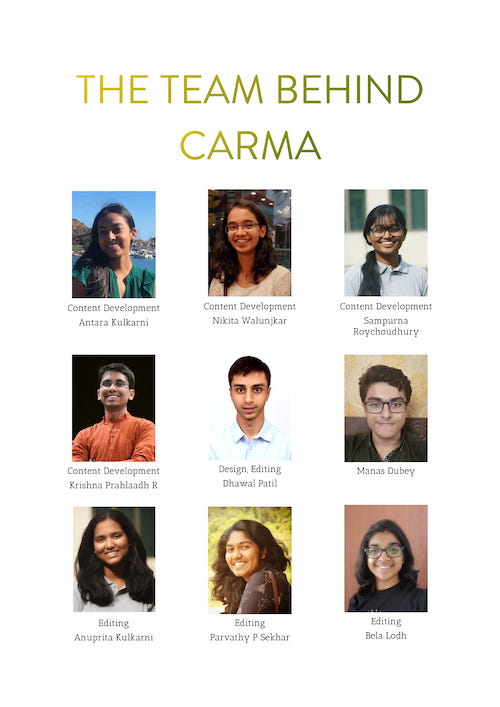 THE TEAM BEHIND
CARMA
Content Development
Antara Kulkarni
Content Development
Nikita Walunjkar
Content Development
Sampurna
Roychoudhury
Content Development
Krishna Prahlaadh R
Design, Editing
Dhawal Patil
Manas Dubey
Editing
Anuprita Kulkarni
Editing
Parvathy P Sekhar
Editing
Bela Lodh